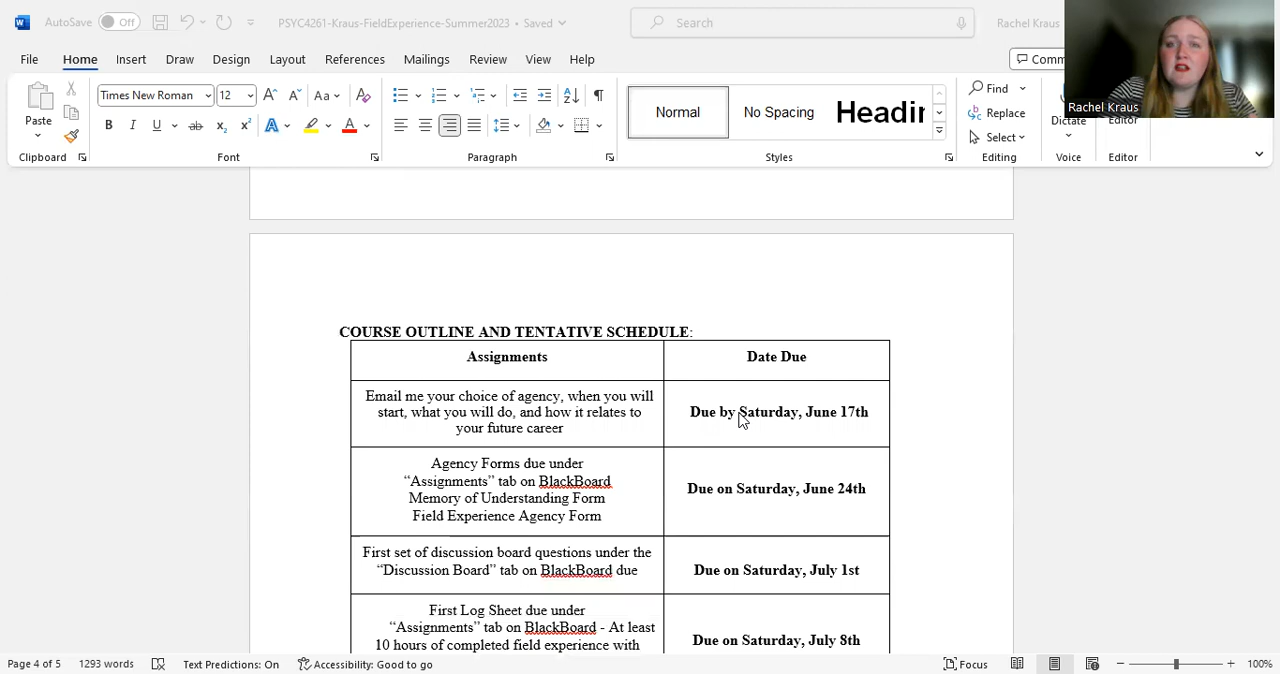 AutoSave Off PSYC4261-Kraus-FieldExperience-Summer2023 - Saved Search Rachel Kraus
File Home Insert Draw Design Layout References Mailings Review View Help Comm
Rachel Kraus
Paste Times New Roman 12 Aa Normal No Spacing Headin Find Replace Select Dictate Editor
B I U ab x₂ x² A A
Clipboard Font Paragraph Styles Editing Voice Editor
COURSE OUTLINE AND TENTATIVE SCHEDULE:
Assignments Date Due
Email me your choice of agency, when you will
start, what you will do, and how it relates to
your future career
Due by Saturday, June 17th
Agency Forms due under
“Assignments” tab on BlackBoard
Memory of Understanding Form
Field Experience Agency Form
Due on Saturday, June 24th
First set of discussion board questions under the
“Discussion Board” tab on BlackBoard due
Due on Saturday, July 1st
First Log Sheet due under
“Assignments” tab on BlackBoard - At least
10 hours of completed field experience with
Due on Saturday, July 8th
Page 4 of 5 1293 words Text Predictions: On Accessibility: Good to go Focus 100%